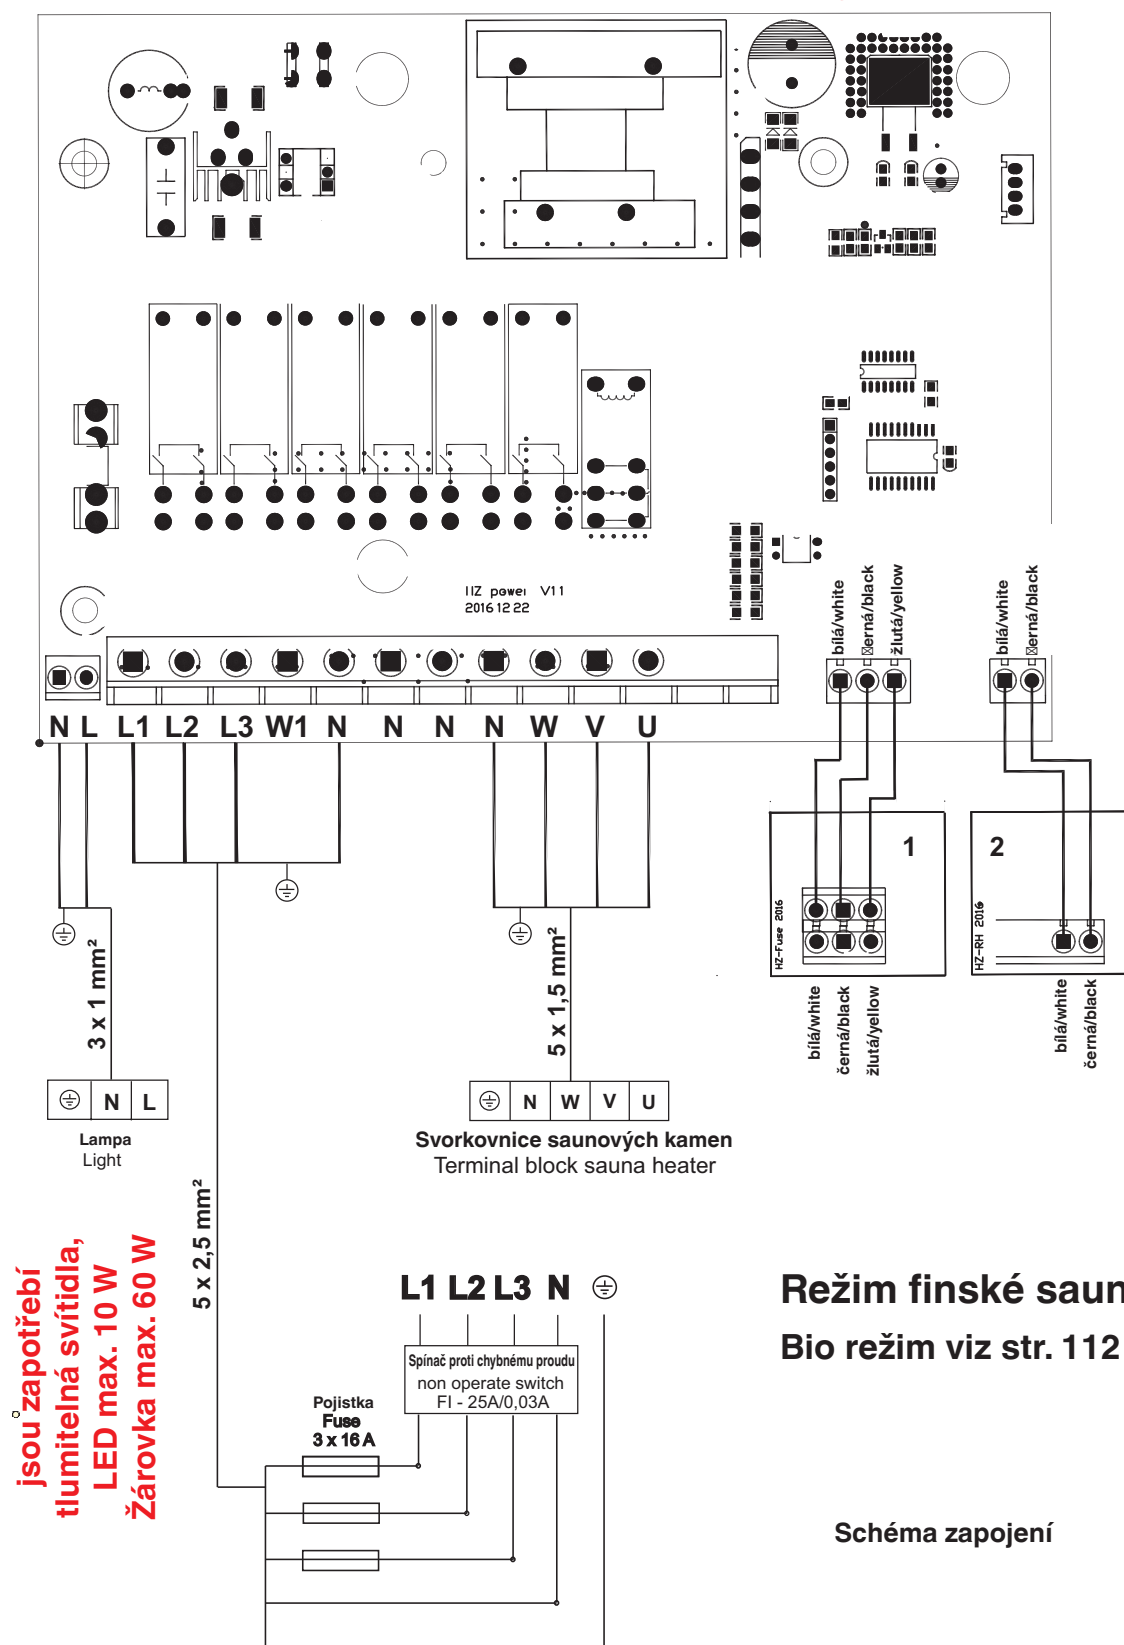 IIZ power V11
2016 12 22
bílá/white
erná/black
žlutá/yellow
bílá/white
erná/black
N L L1 L2 L3 W1 N N N N W V U
1
2
HZ-Fuse 2016
HZ-RH 2016
bílá/white
černá/black
žlutá/yellow
bílá/white
černá/black
3 x 1 mm²
5 x 1,5 mm²
N L
Lampa
Light
N W V U
Svorkovnice saunových kamen
Terminal block sauna heater
5 x 2,5 mm²
jsou zapotřebí
tlumitelná svítidla,
LED max. 10 W
Žárovka max. 60 W
L1 L2 L3 N
Spínač proti chybnému proudu
non operate switch
FI - 25A/0,03A
Pojistka
Fuse
3 x 16 A
Režim finské saun
Bio režim viz str. 112
Schéma zapojení